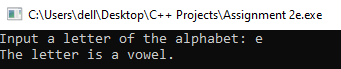 C:\Users\dell\Desktop\C++ Projects\Assignment 2e.exe
Input a letter of the alphabet: e
The letter is a vowel.